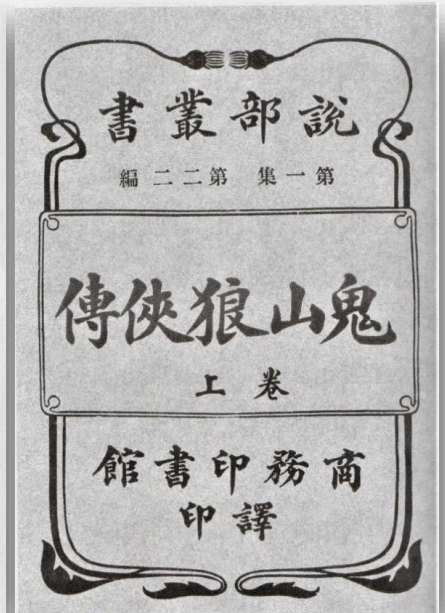 說部叢書
第一集 第二二編
鬼山狼俠傳
卷上
商務印書館
譯印